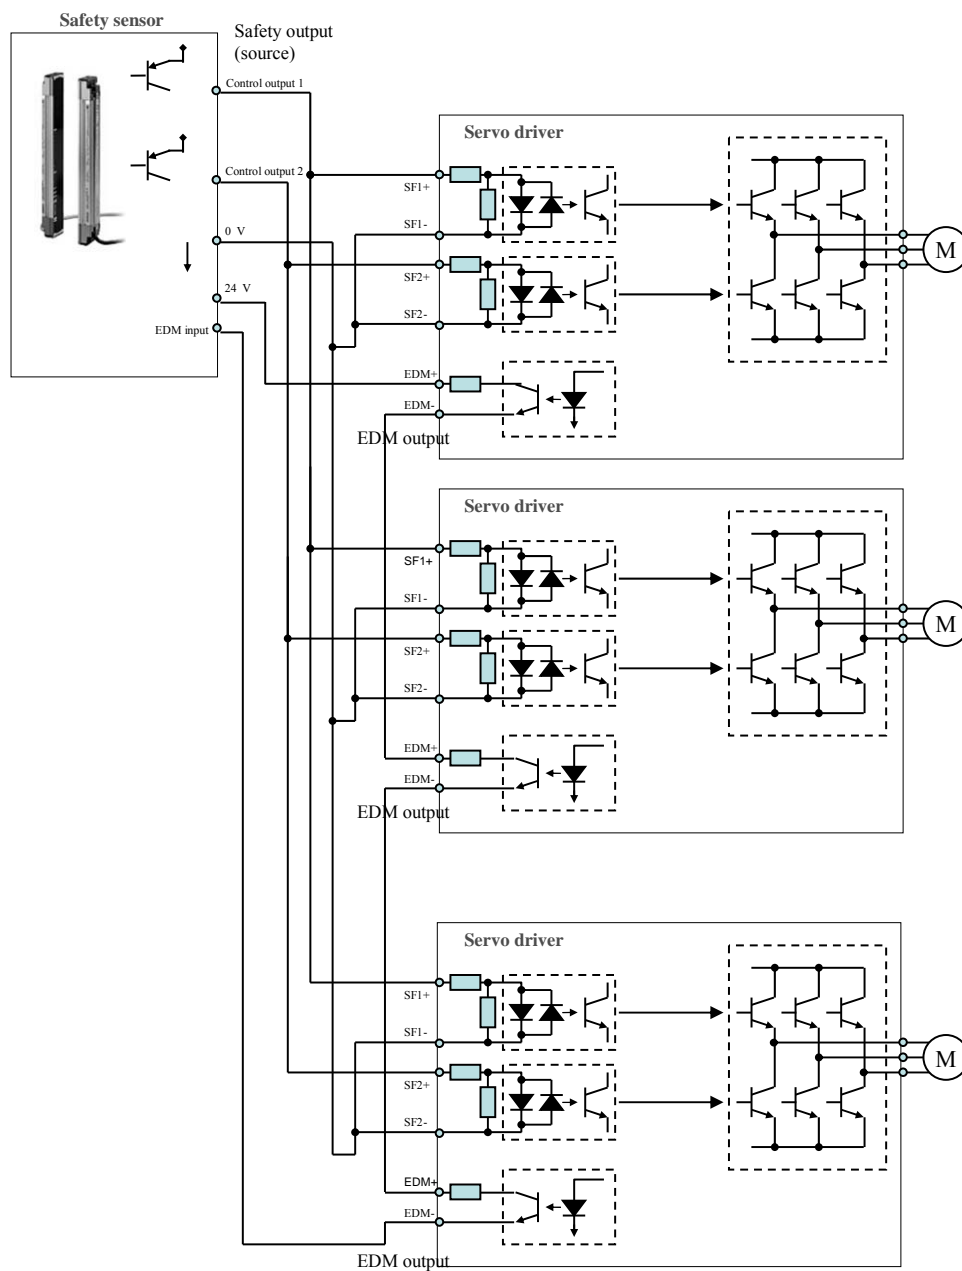 Safety sensor
Safety output
(source)
Control output 1
Control output 2
0 V
24 V
EDM input
Servo driver
SF1+
SF1-
SF2+
SF2-
EDM+
EDM-
EDM output
M
Servo driver
SF1+
SF1-
SF2+
SF2-
EDM+
EDM-
EDM output
M
Servo driver
SF1+
SF1-
SF2+
SF2-
EDM+
EDM-
EDM output
M